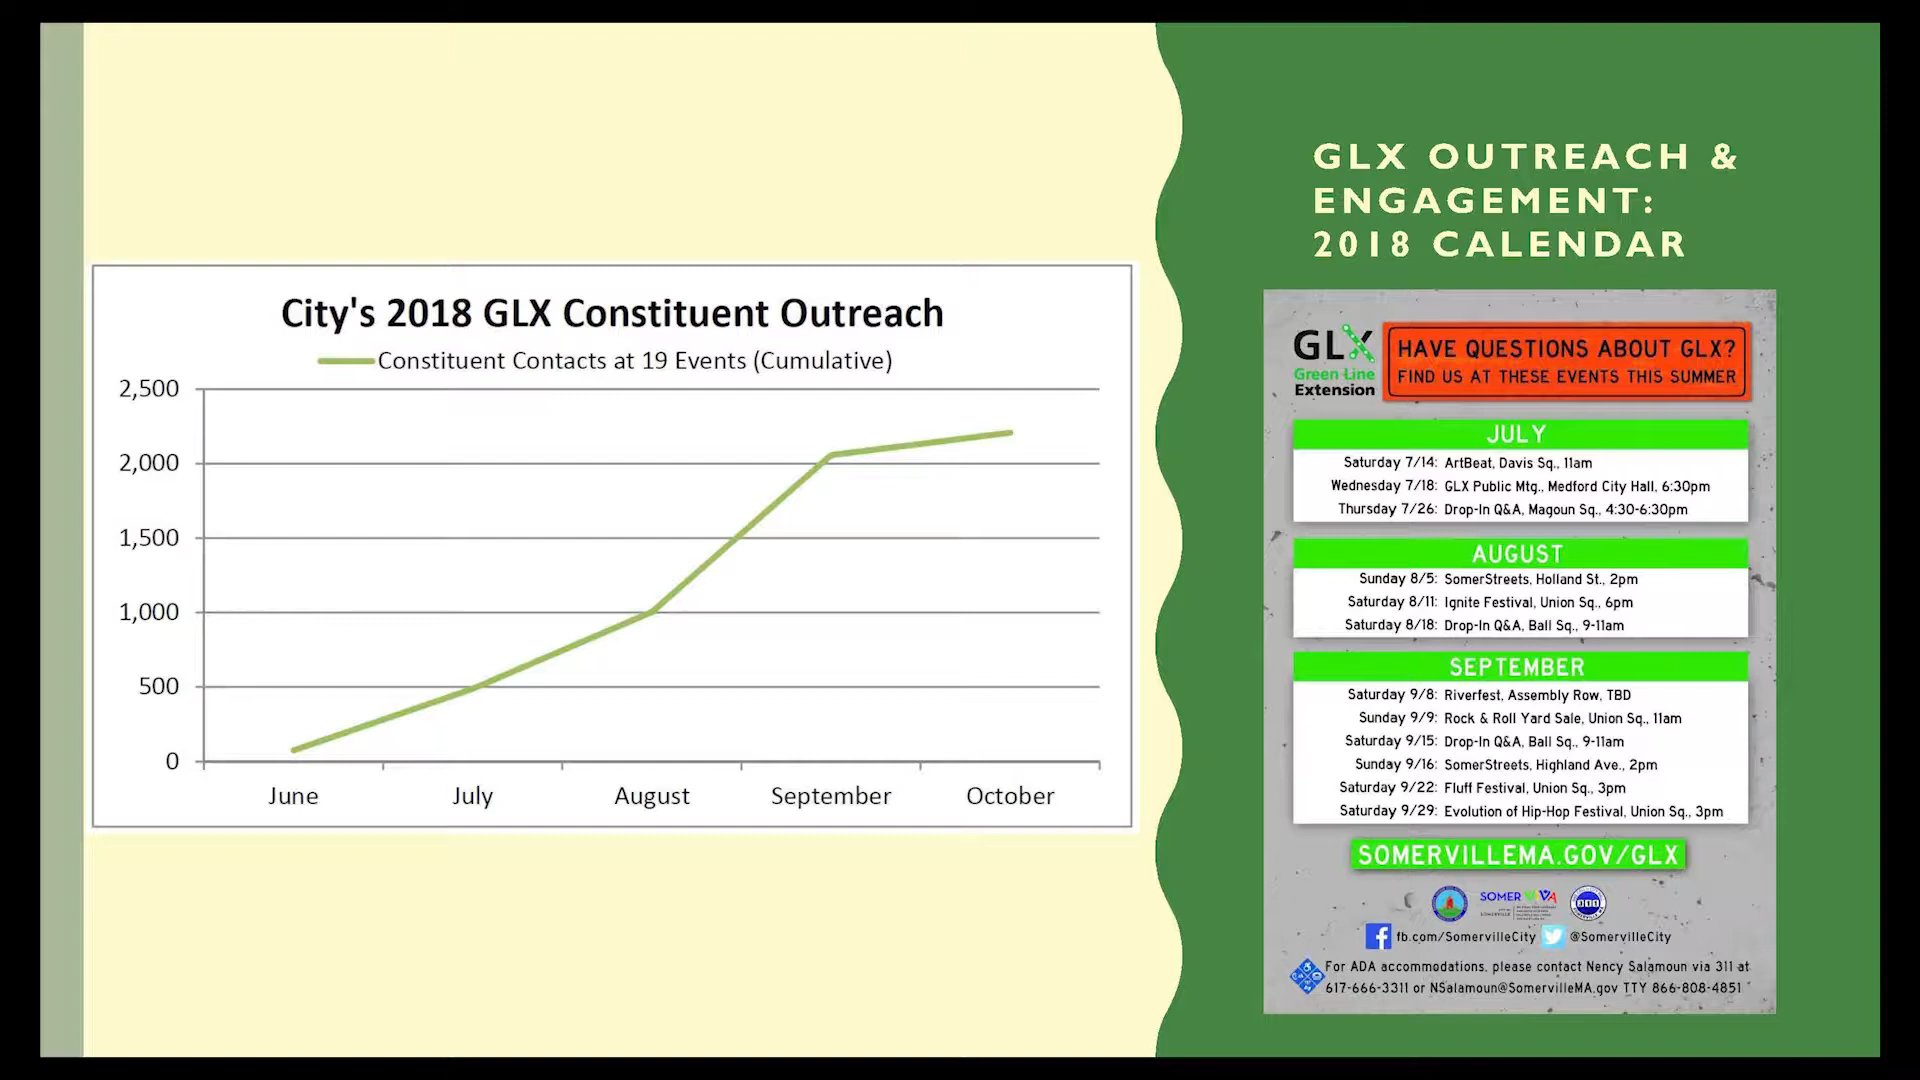 GLX OUTREACH &
ENGAGEMENT:
2018 CALENDAR
City's 2018 GLX Constituent Outreach
Constituent Contacts at 19 Events (Cumulative)
2,500
2,000
1,500
1,000
500
0
June July August September October
GLX
Green Line
Extension
HAVE QUESTIONS ABOUT GLX?
FIND US AT THESE EVENTS THIS SUMMER
JULY
Saturday 7/14: ArtBeat, Davis Sq., 11am
Wednesday 7/18: GLX Public Mtg., Medford City Hall, 6:30pm
Thursday 7/26: Drop-In Q&A, Magoun Sq., 4:30-6:30pm
AUGUST
Sunday 8/5: SomerStreets, Holland St., 2pm
Saturday 8/11: Ignite Festival, Union Sq., 6pm
Saturday 8/18: Drop-In Q&A, Ball Sq., 9-11am
SEPTEMBER
Saturday 9/8: Riverfest, Assembly Row, TBD
Sunday 9/9: Rock & Roll Yard Sale, Union Sq., 11am
Saturday 9/15: Drop-In Q&A, Ball Sq., 9-11am
Sunday 9/16: SomerStreets, Highland Ave., 2pm
Saturday 9/22: Fluff Festival, Union Sq., 3pm
Saturday 9/29: Evolution of Hip-Hop Festival, Union Sq., 3pm
SOMERVILLEMA.GOV/GLX
SOMERVIVA
311
fb.com/SomervilleCity @SomervilleCity
For ADA accommodations, please contact Nency Salamoun via 311 at
617-666-3311 or NSalamoun@SomervilleMA.gov TTY 866-808-4851